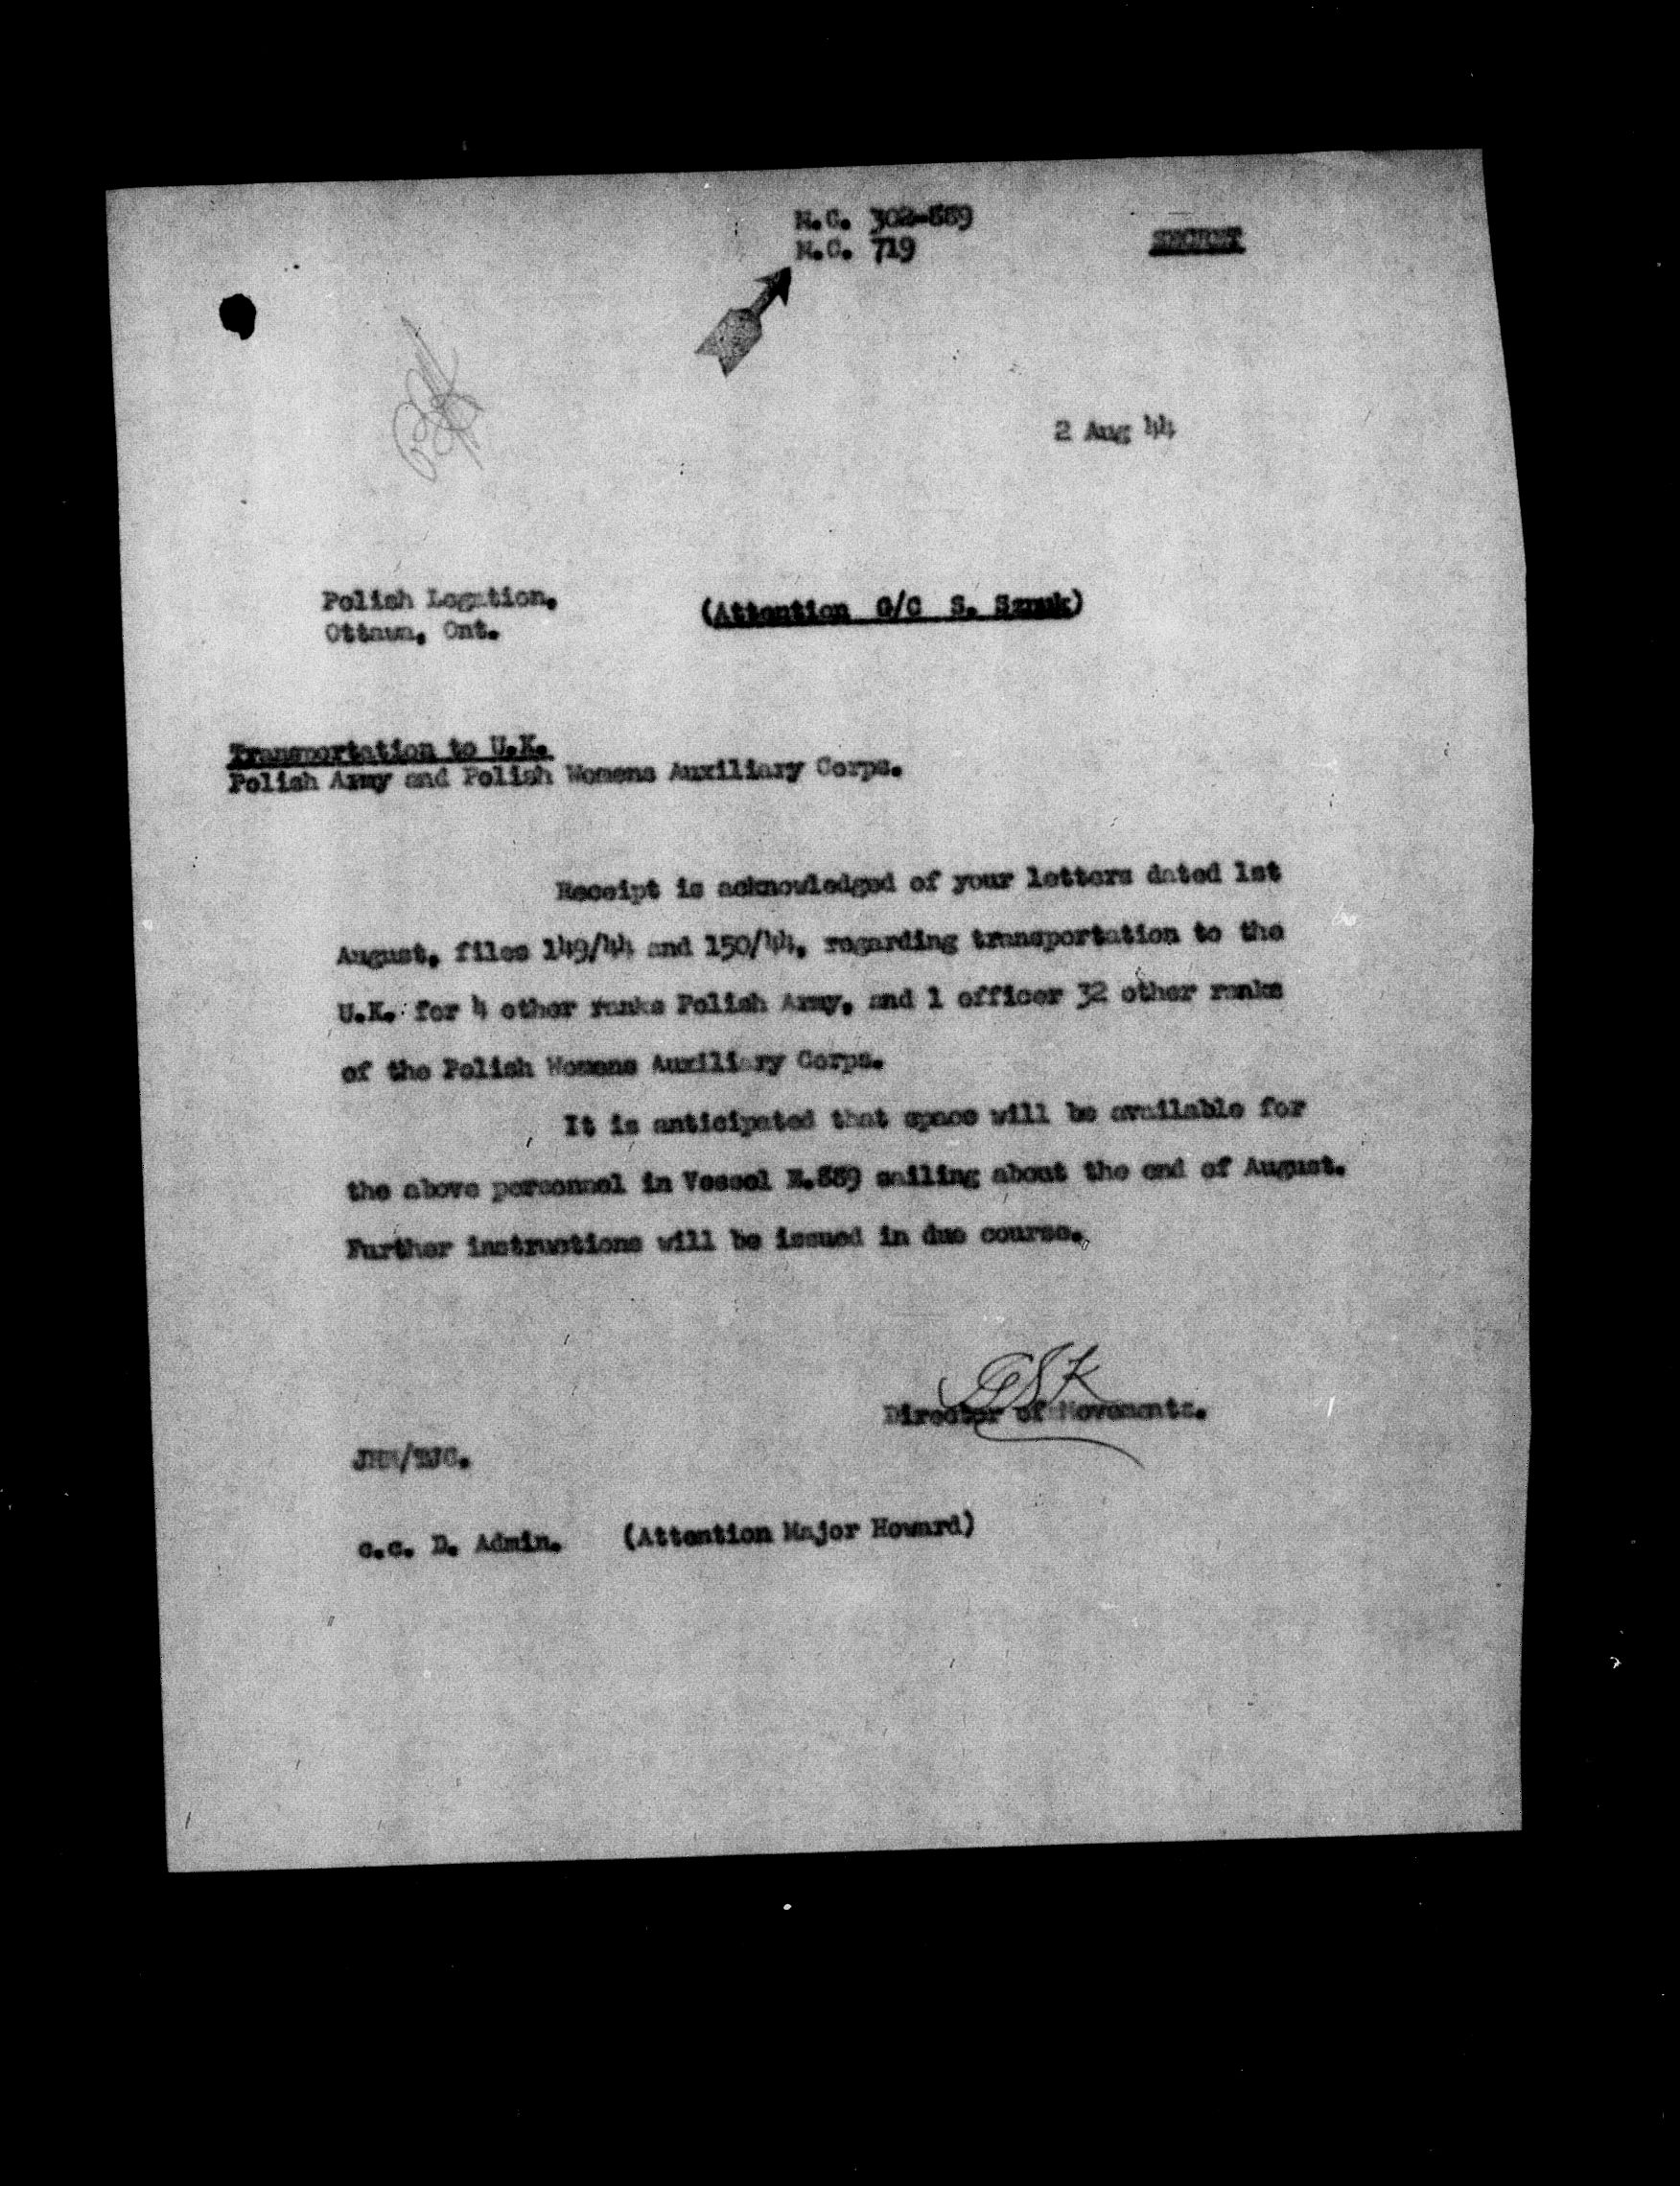 M.C. 302-889
M.C. 719
SECRET
2 Aug 44
Polish Legation,
Ottawa, Ont.
(Attention G/C S. Sznuk)
Transportation to U.K.
Polish Army and Polish Womens Auxiliary Corps.
Receipt is acknowledged of your letters dated 1st
August, files 149/44 and 150/44, regarding transportation to the
U.K. for 4 other ranks Polish Army, and 1 officer 32 other ranks
of the Polish Womens Auxiliary Corps.
It is anticipated that space will be available for
the above personnel in Vessel E.889 sailing about the end of August.
Further instructions will be issued in due course.
Director of Movements.
c.c. D. Admin. (Attention Major Howard)